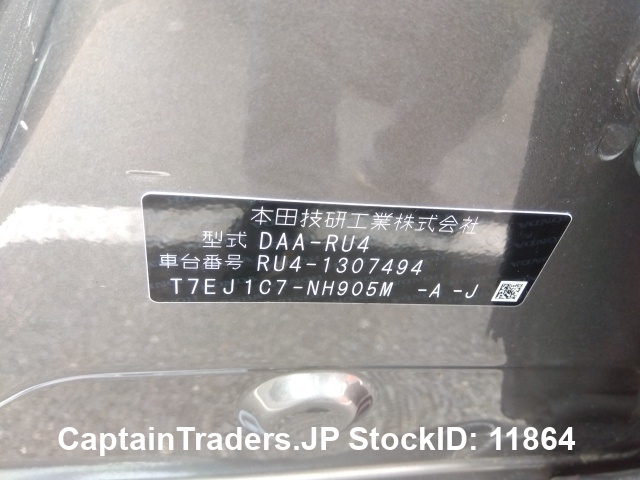 本田技研工業株式会社
型式 DAA-RU4
車台番号 RU4-1307494
T7EJ1C7-NH905M -A -J
CaptainTraders.JP StockID: 11864